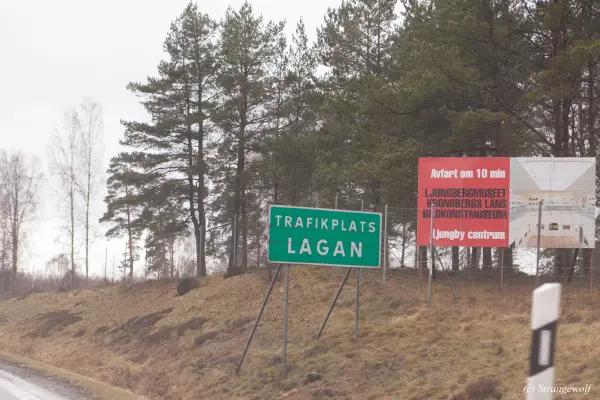 TRAFIKPLATS
LAGAN
Avfart om 10 min
LJUNGBERGMUSEET
KRONOBERGS LÄNS
BILDKONSTMUSEUM
Ljungby centrum
(c) Strangewolf